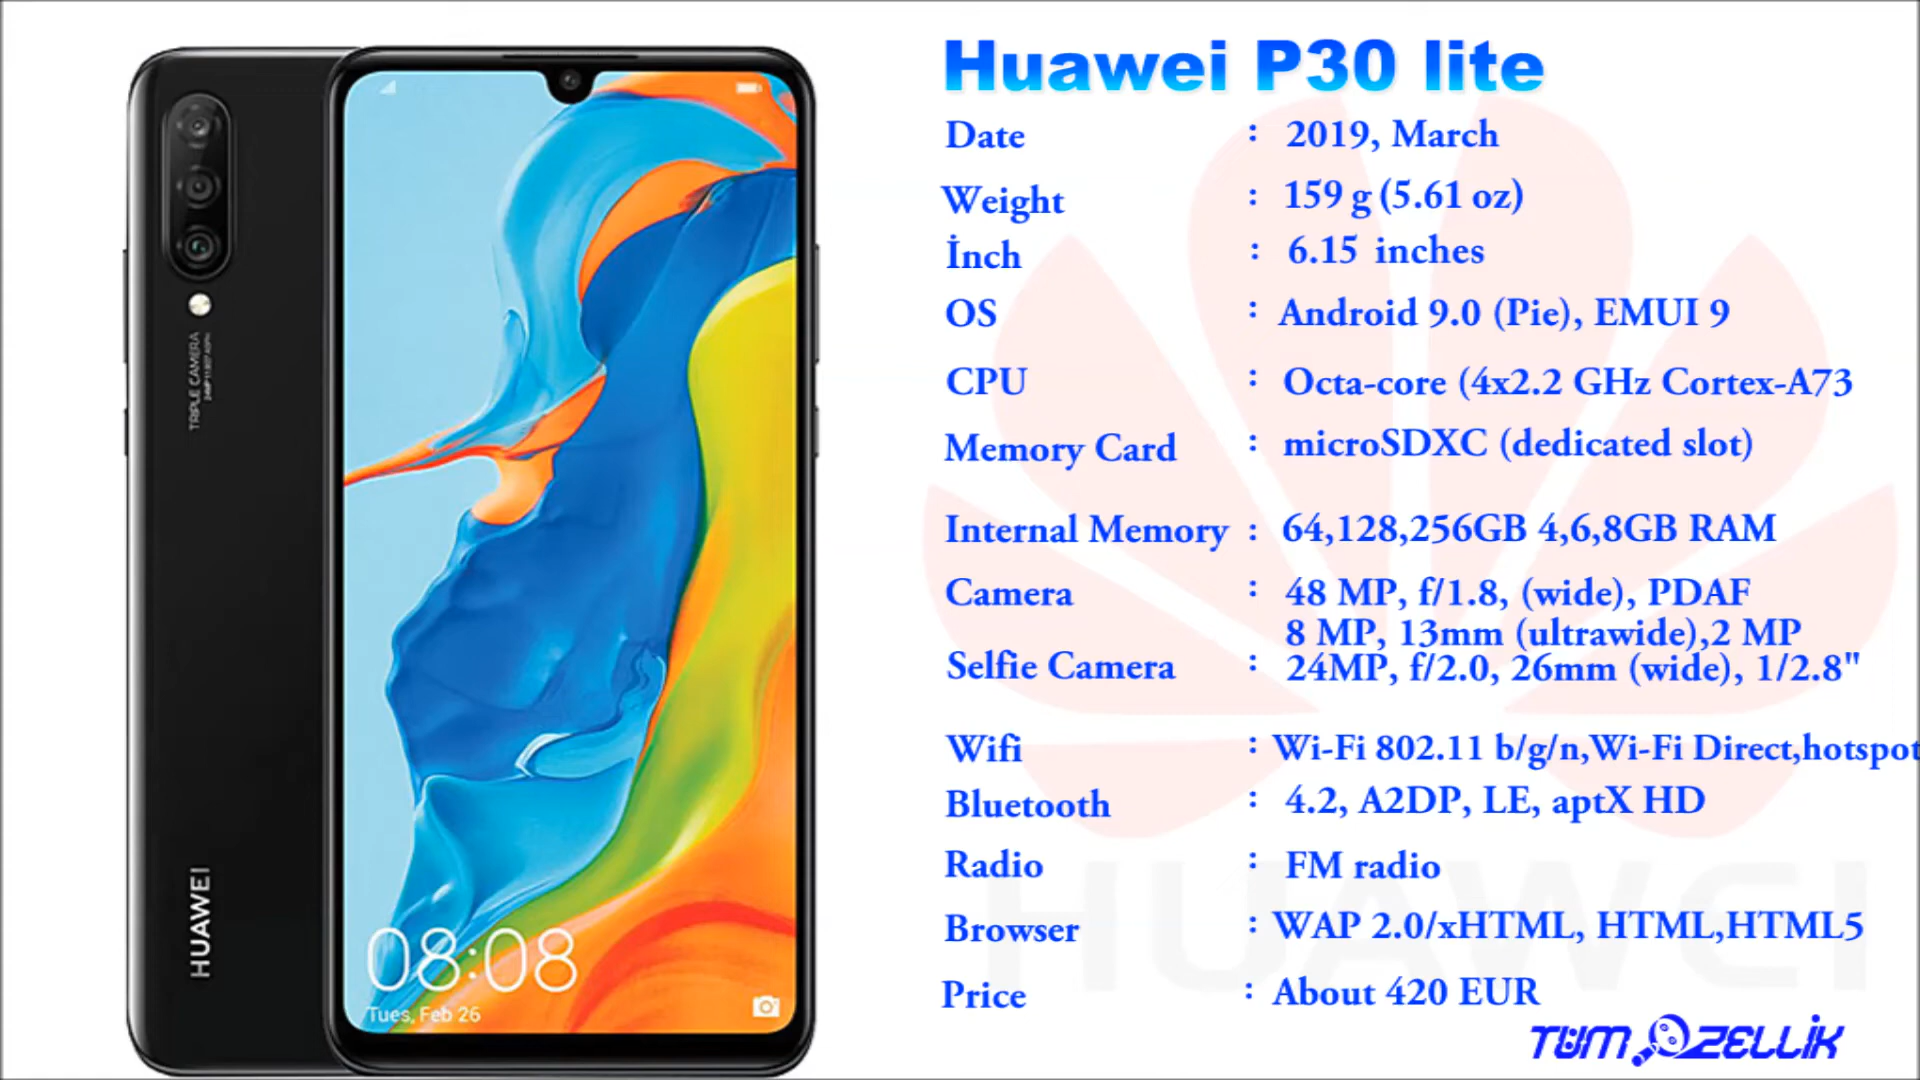 Huawei P30 lite
Date : 2019, March
Weight : 159 g (5.61 oz)
İnch : 6.15 inches
OS : Android 9.0 (Pie), EMUI 9
CPU : Octa-core (4x2.2 GHz Cortex-A73
Memory Card : microSDXC (dedicated slot)
Internal Memory : 64,128,256GB 4,6,8GB RAM
Camera : 48 MP, f/1.8, (wide), PDAF
8 MP, 13mm (ultrawide),2 MP
Selfie Camera : 24MP, f/2.0, 26mm (wide), 1/2.8"
Wifi : Wi-Fi 802.11 b/g/n,Wi-Fi Direct,hotspot
Bluetooth : 4.2, A2DP, LE, aptX HD
Radio : FM radio
Browser : WAP 2.0/xHTML, HTML,HTML5
Price : About 420 EUR
TRIPLE CAMERA
HUAWEI
08:08
Tues, Feb 26
HUAWEI
TÜM ÖZELLİK